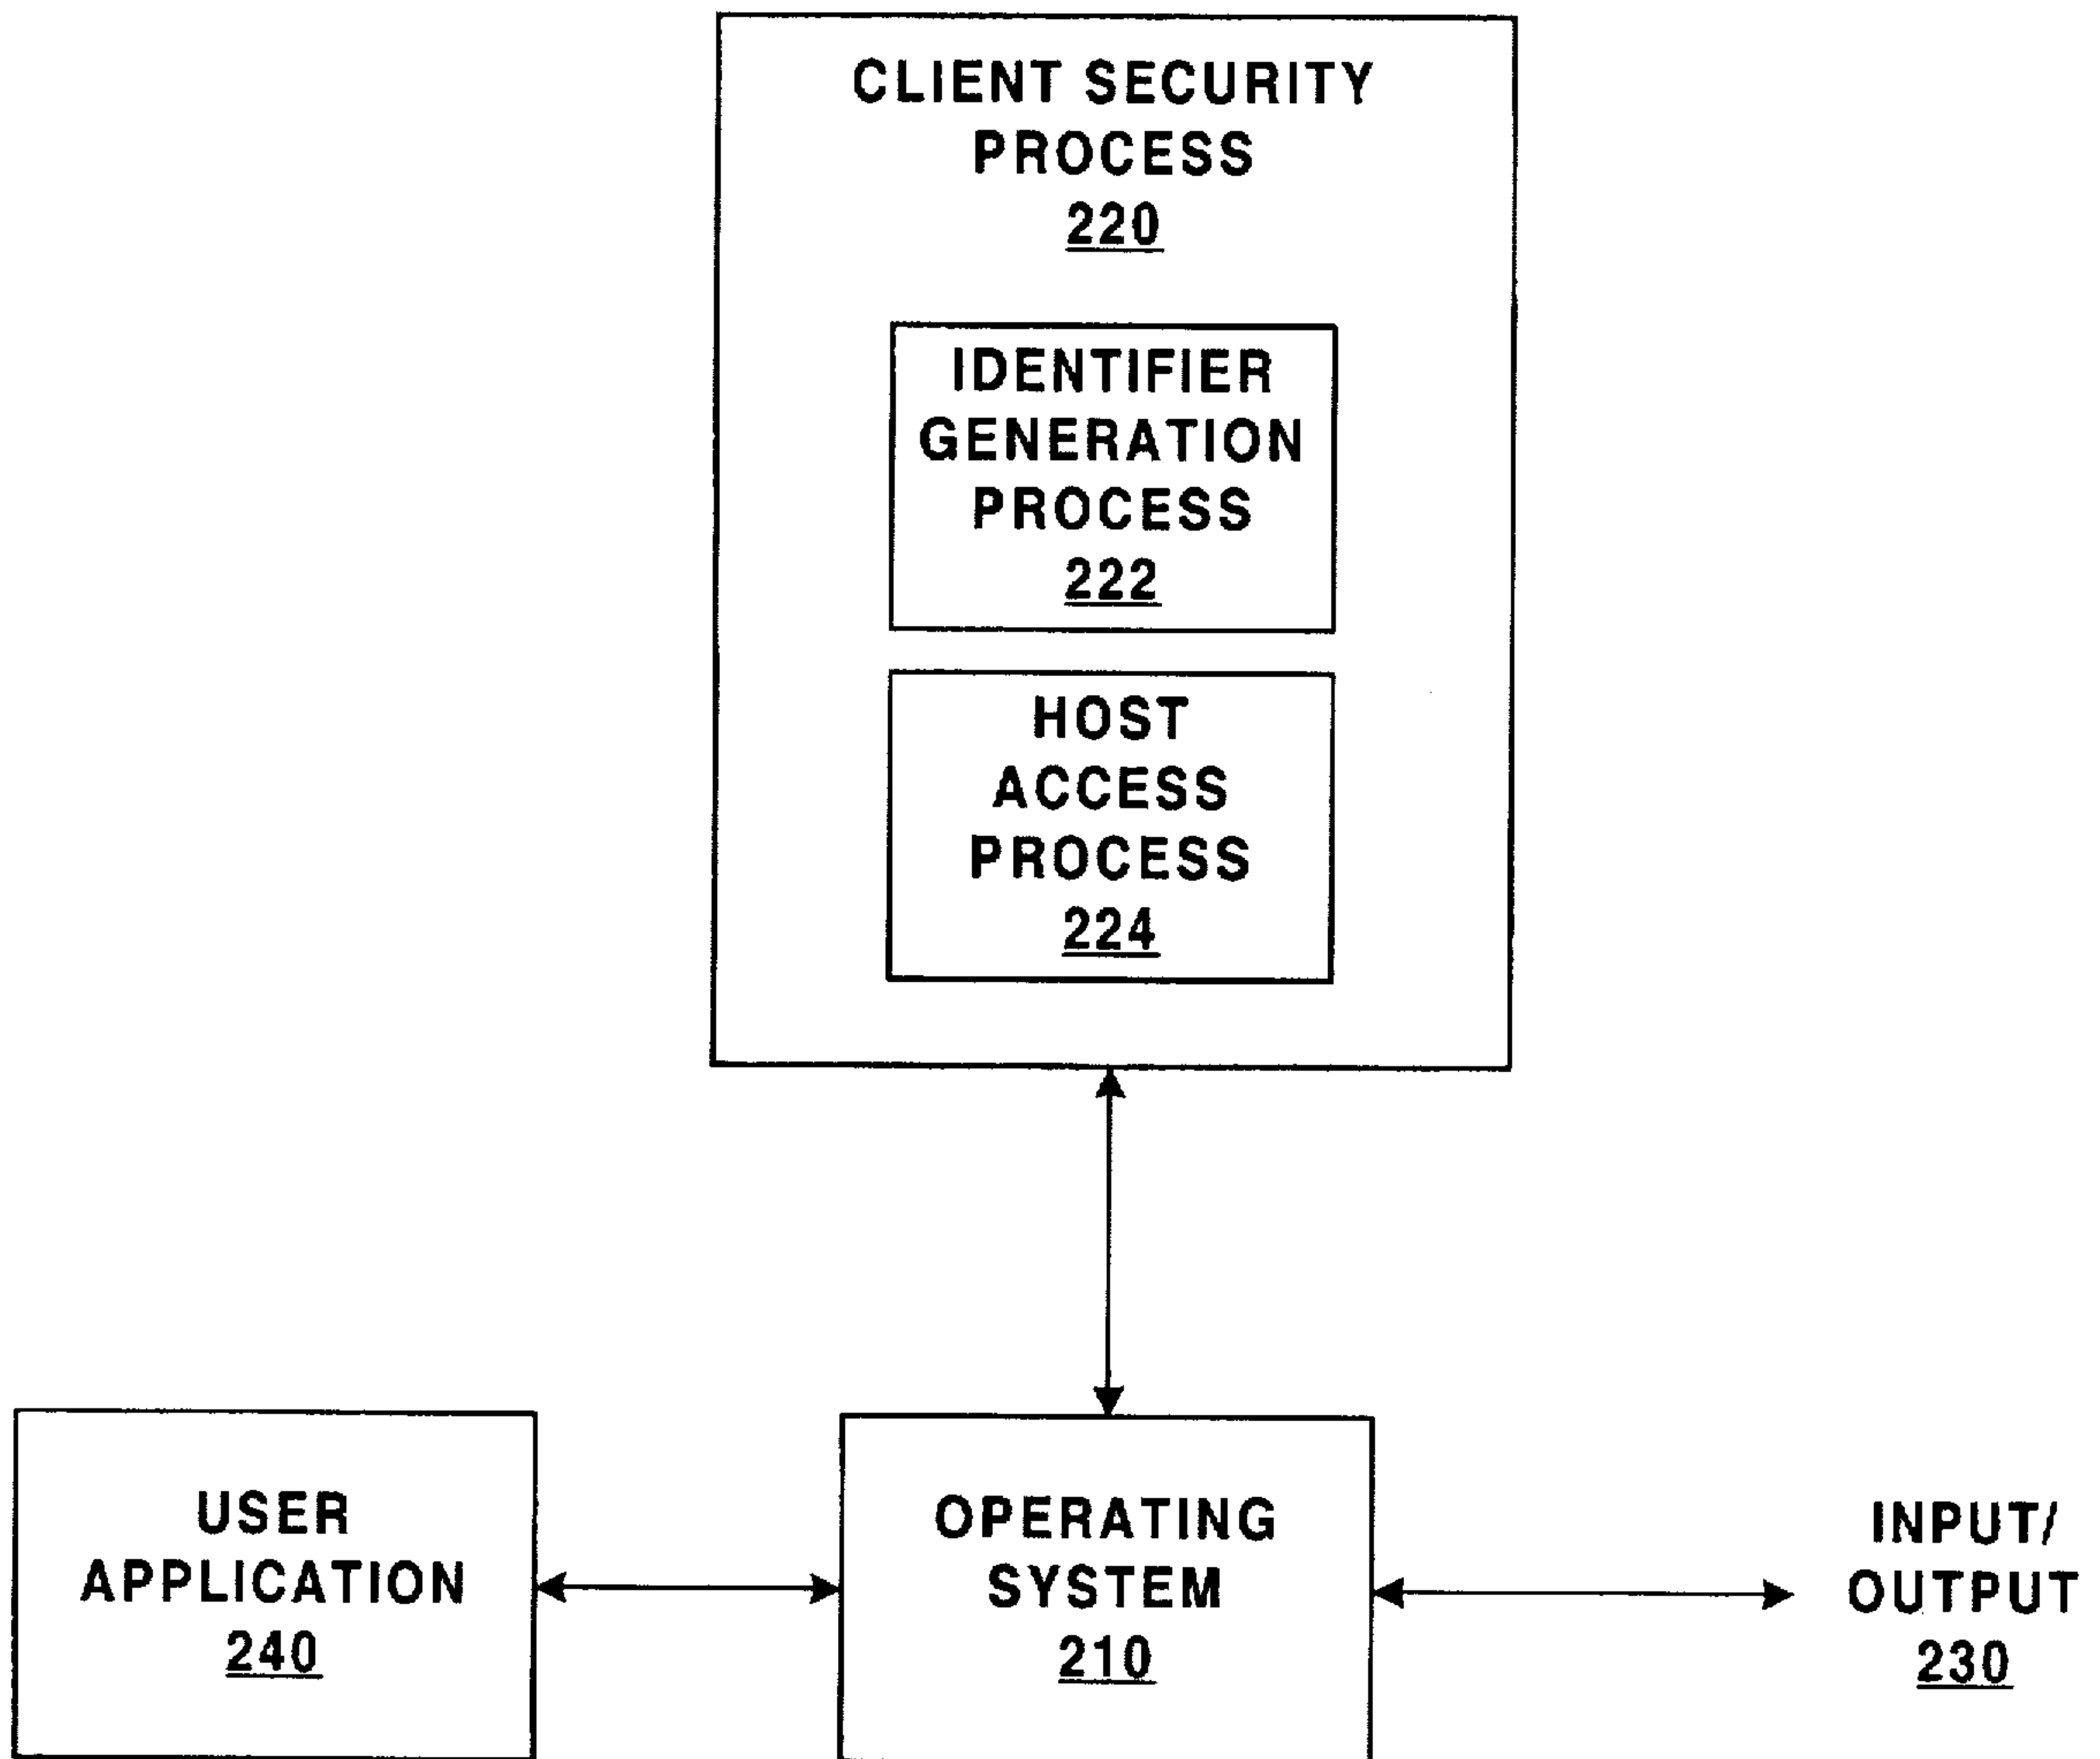 CLIENT SECURITY
PROCESS
220
IDENTIFIER
GENERATION
PROCESS
222
HOST
ACCESS
PROCESS
224
USER
APPLICATION
240
OPERATING
SYSTEM
210
INPUT/
OUTPUT
230